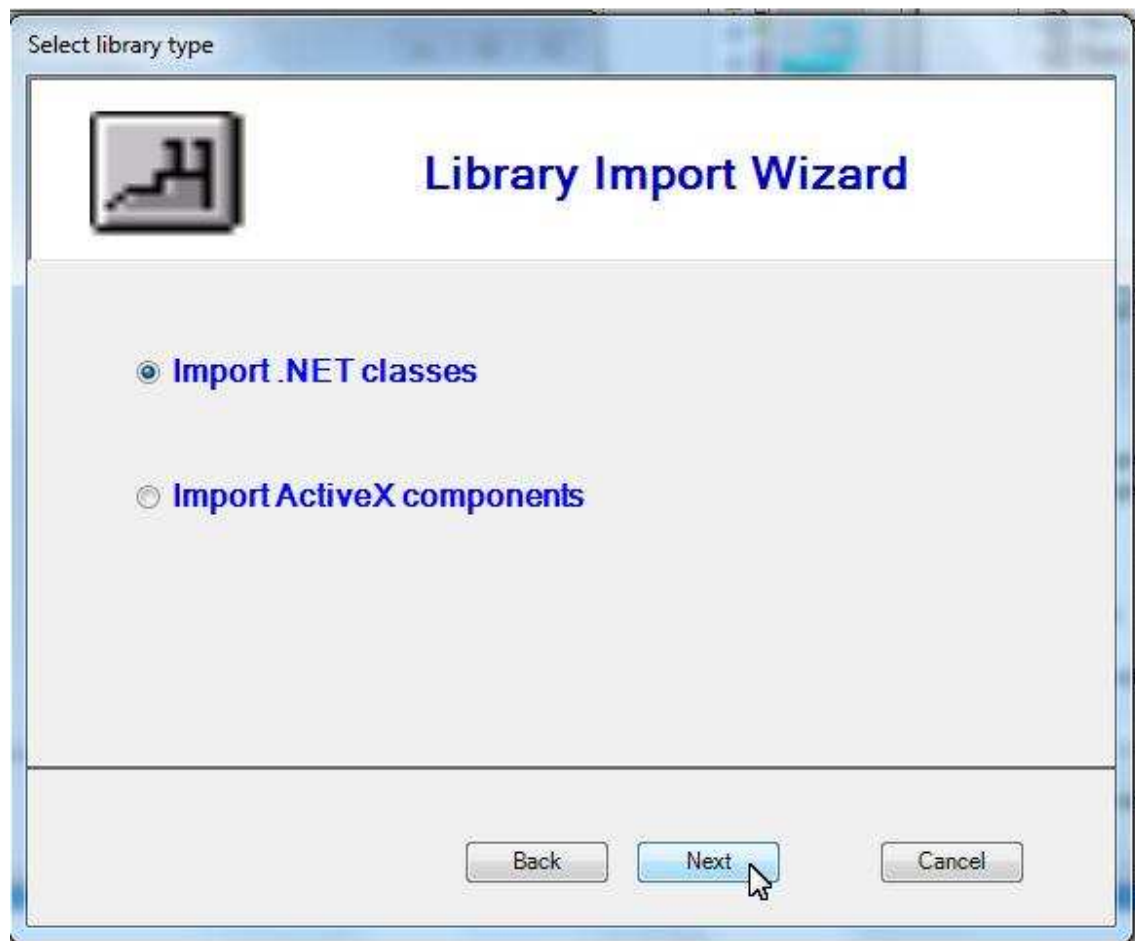 Select library type
Library Import Wizard
Import .NET classes
Import ActiveX components
Back Next Cancel